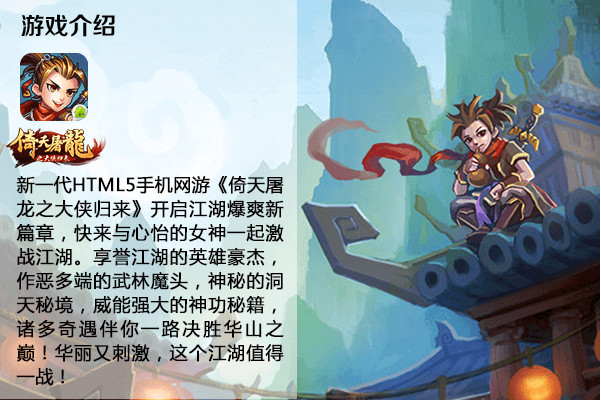 游戏介绍
倚天屠龍
之大侠归来
新一代HTML5手机网游《倚天屠
龙之大侠归来》开启江湖爆爽新
篇章，快来与心怡的女神一起激
战江湖。享誉江湖的英雄豪杰，
作恶多端的武林魔头，神秘的洞
天秘境，威能强大的神功秘籍，
诸多奇遇伴你一路决胜华山之
巅！华丽又刺激，这个江湖值得
一战！